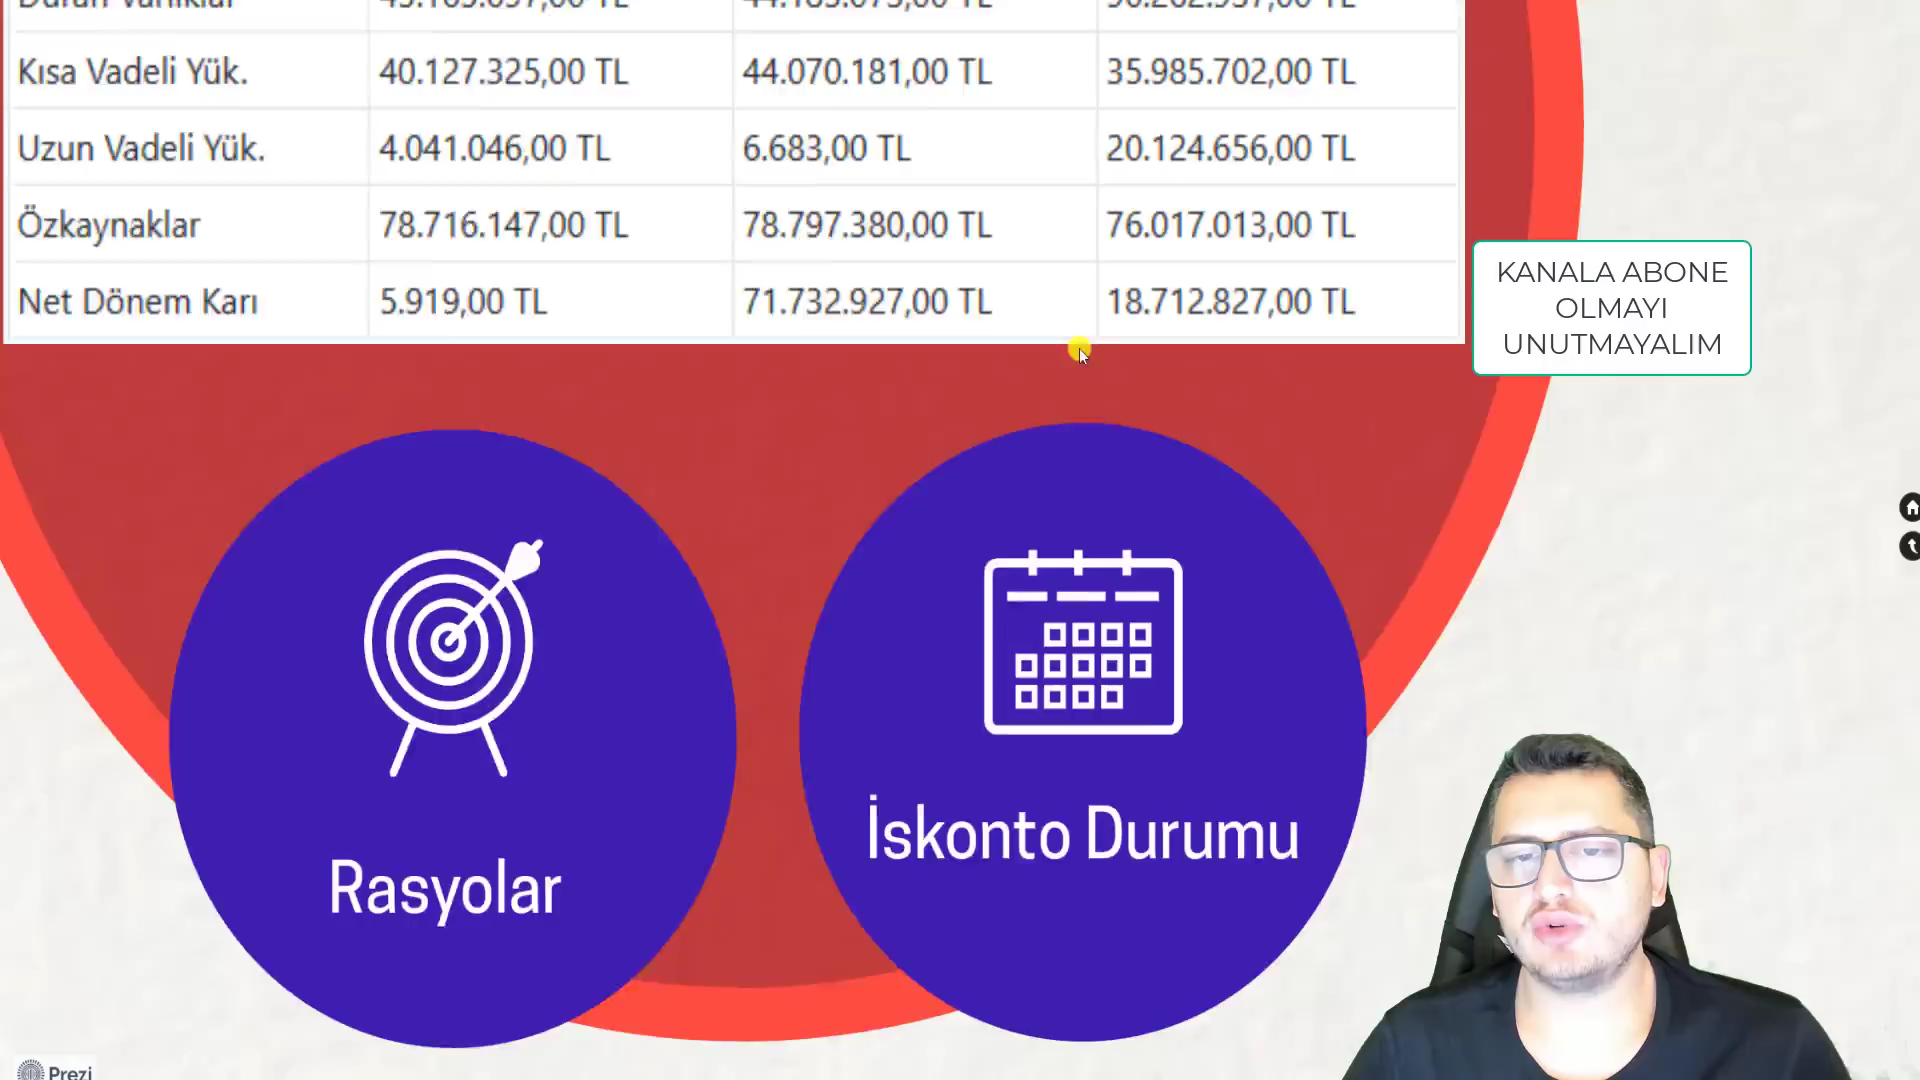 Duran Varlıklar
Kısa Vadeli Yük. 40.127.325,00 TL 44.070.181,00 TL 35.985.702,00 TL
Uzun Vadeli Yük. 4.041.046,00 TL 6.683,00 TL 20.124.656,00 TL
Özkaynaklar 78.716.147,00 TL 78.797.380,00 TL 76.017.013,00 TL
Net Dönem Karı 5.919,00 TL 71.732.927,00 TL 18.712.827,00 TL
KANALA ABONE
OLMAYI
UNUTMAYALIM
Rasyolar
İskonto Durumu
Prezi